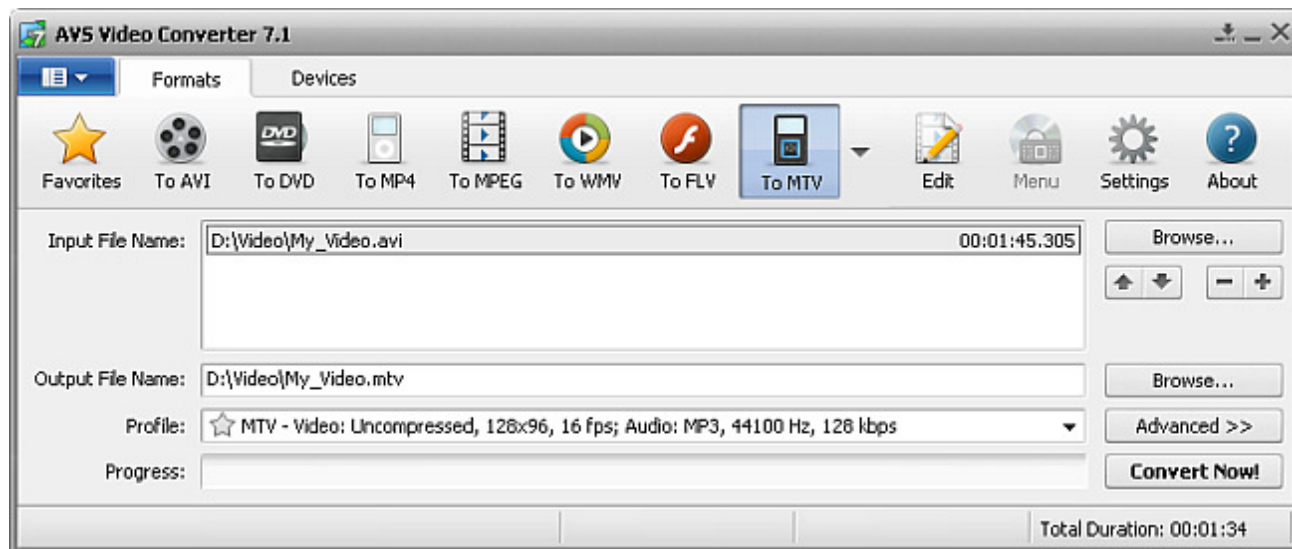 AVS Video Converter 7.1
Formats Devices
DVD
Favorites To AVI To DVD To MP4 To MPEG To WMV To FLV To MTV Edit Menu Settings About
Input File Name: D:\Video\My_Video.avi 00:01:45.305 Browse...
Output File Name: D:\Video\My_Video.mtv Browse...
Profile: MTV - Video: Uncompressed, 128x96, 16 fps; Audio: MP3, 44100 Hz, 128 kbps Advanced >>
Progress: Convert Now!
Total Duration: 00:01:34